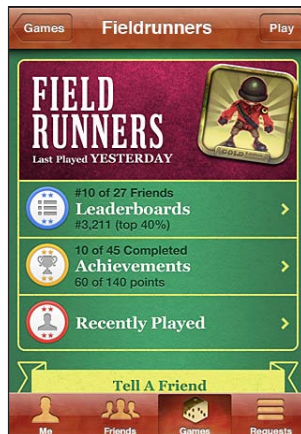 Games
Fieldrunners
Play
FIELD
RUNNERS
Last Played YESTERDAY
GOLD
#10 of 27 Friends
Leaderboards
#3,211 (top 40%)
10 of 45 Completed
Achievements
60 of 140 points
Recently Played
Tell A Friend
Me
Friends
Games
Requests